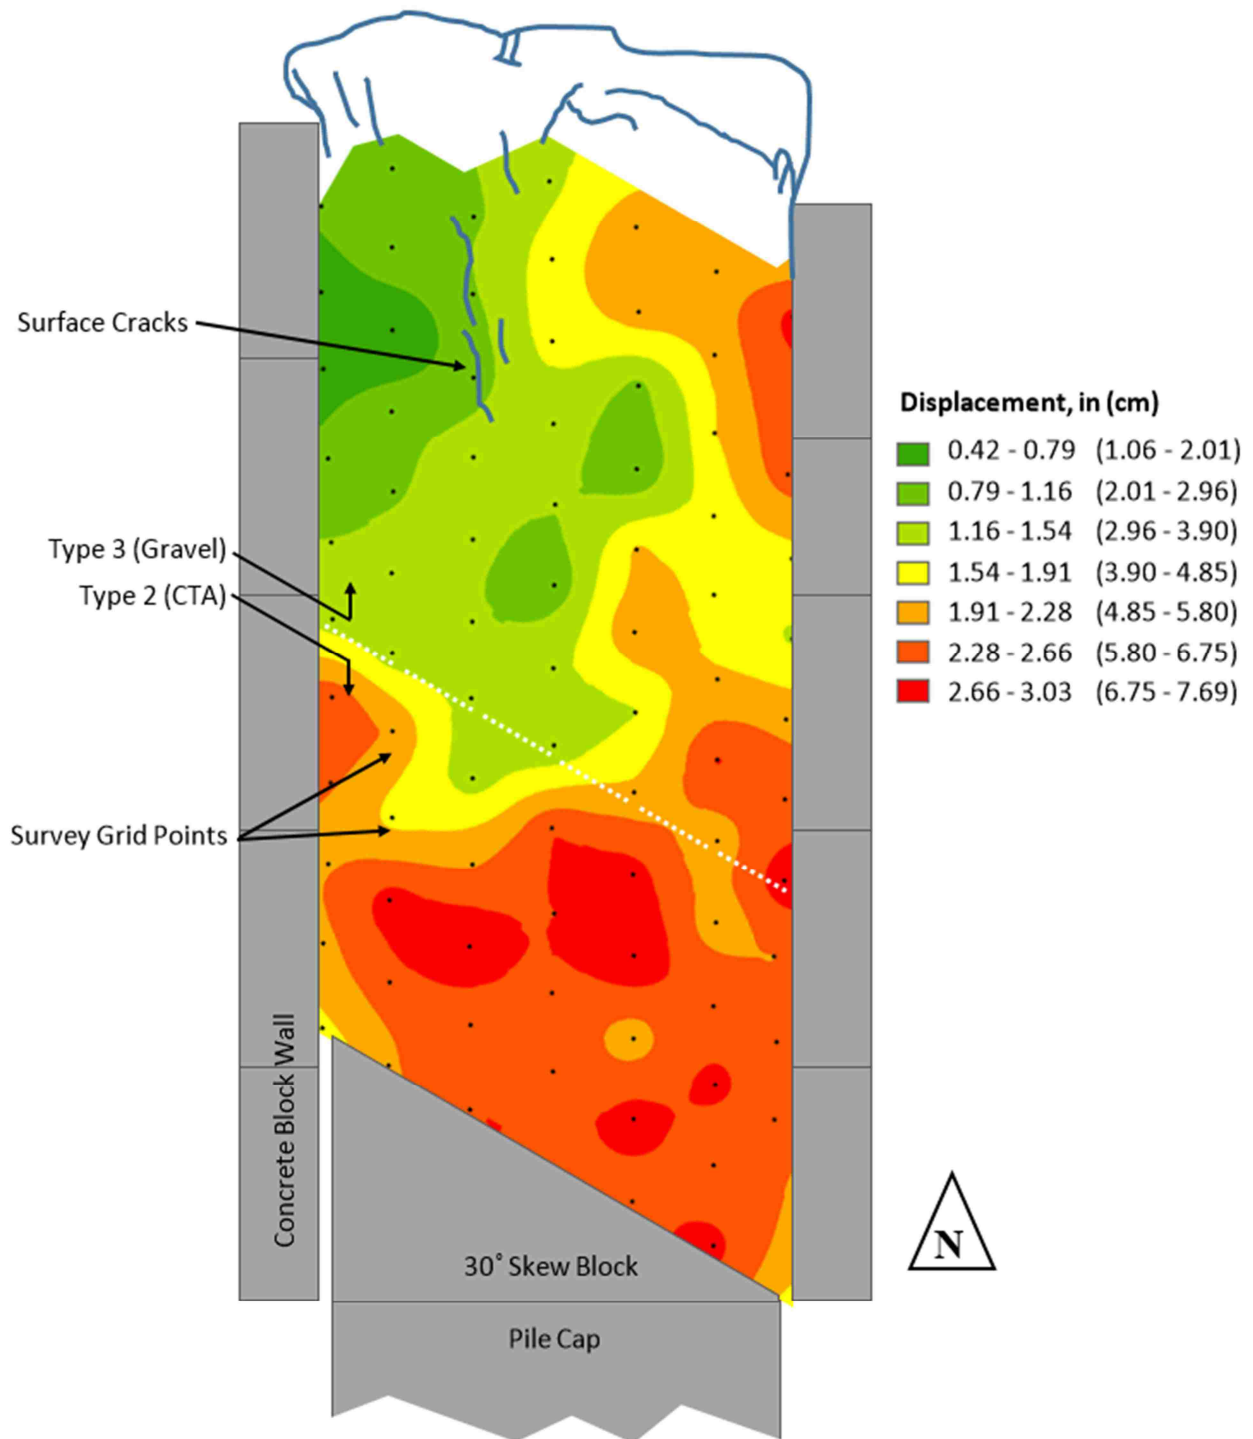 Surface Cracks
Displacement, in (cm)
0.42 - 0.79 (1.06 - 2.01)
0.79 - 1.16 (2.01 - 2.96)
1.16 - 1.54 (2.96 - 3.90)
1.54 - 1.91 (3.90 - 4.85)
1.91 - 2.28 (4.85 - 5.80)
2.28 - 2.66 (5.80 - 6.75)
2.66 - 3.03 (6.75 - 7.69)
Type 3 (Gravel)
Type 2 (CTA)
Survey Grid Points
Concrete Block Wall
30° Skew Block
Pile Cap
N